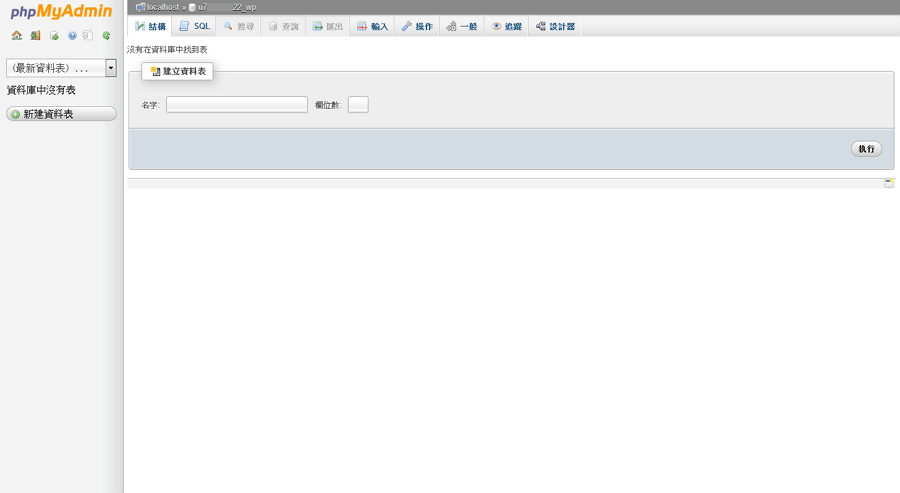 phpMyAdmin
localhost » u7 22_wp
結構 SQL 搜尋 查詢 匯出 輸入 操作 一般 追蹤 設計器
(最新資料表) ...
資料庫中沒有表
新建資料表
沒有在資料庫中找到表
建立資料表
名字: 欄位數:
执行